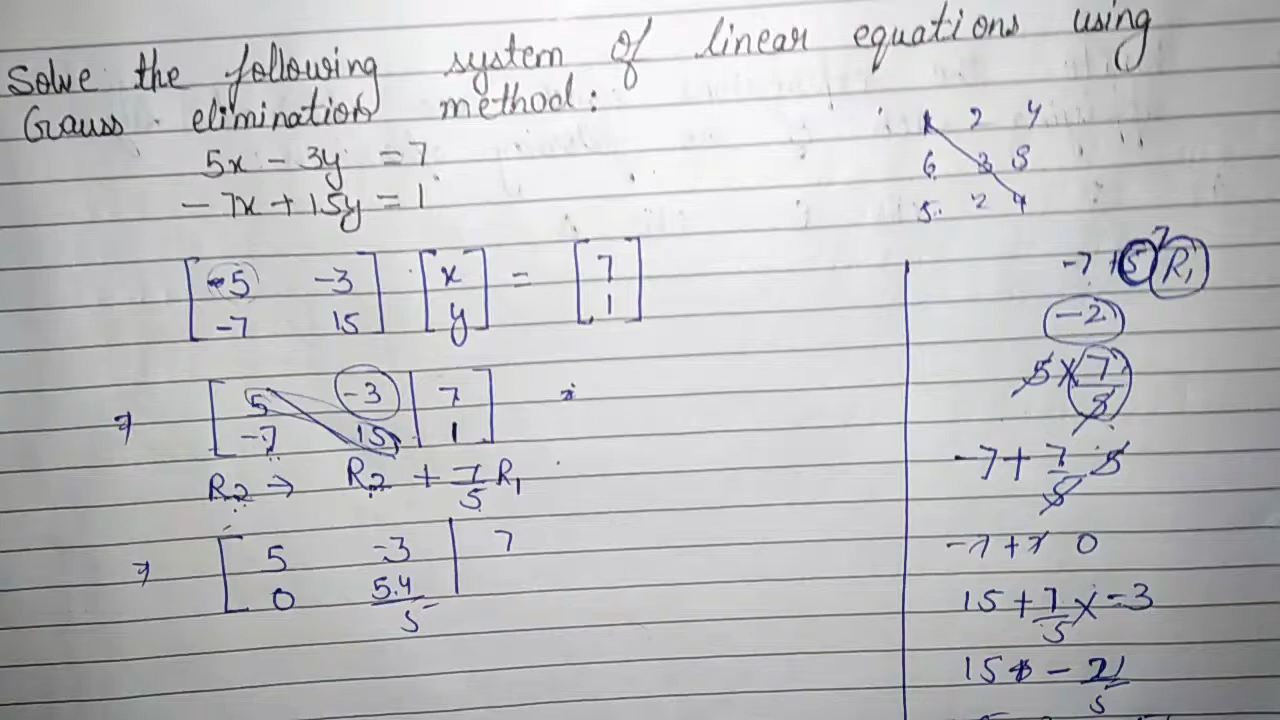 Solve the following system of linear equations using
Gauss elimination method:
5x - 3y = 7
- 7x + 15y = 1
1 2 4
6 3 8
5 2 4
[5 -3] [x] = [7]
[-7 15] [y] [1]
⇒ [5 -3 | 7]
[-7 15 | 1]
R2 → R2 + 7/5 R1
⇒ [5 -3 | 7
[0 54/5 |
-7 +5 R1
-2
5 x 7/5
-7 + 7/5 5
-7 + 7 0
15 + 7/5 x -3
15 - 21/5